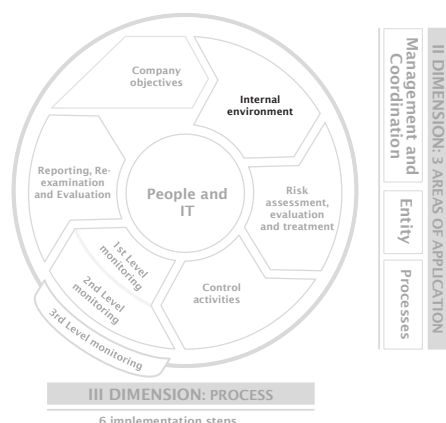 Company
objectives
Internal
environment
Reporting, Re-
examination
and Evaluation
People and
IT
Risk
assessment,
evaluation
and treatment
1st Level
monitoring
2nd Level
monitoring
3rd Level monitoring
Control
activities
Management and
Coordination
Entity
Processes
II DIMENSION: 3 AREAS OF APPLICATION
III DIMENSION: PROCESS
6 implementation steps